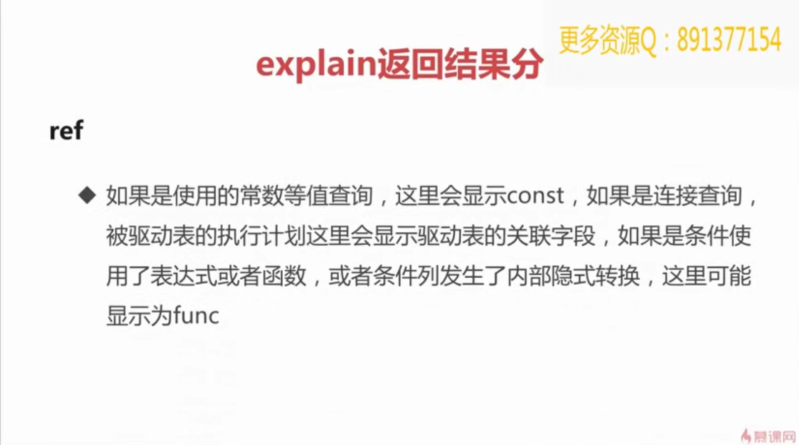 更多资源Q：891377154
explain返回结果分
ref
◆ 如果是使用的常数等值查询，这里会显示const，如果是连接查询，
被驱动表的执行计划这里会显示驱动表的关联字段，如果是条件使
用了表达式或者函数，或者条件列发生了内部隐式转换，这里可能
显示为func
慕课网